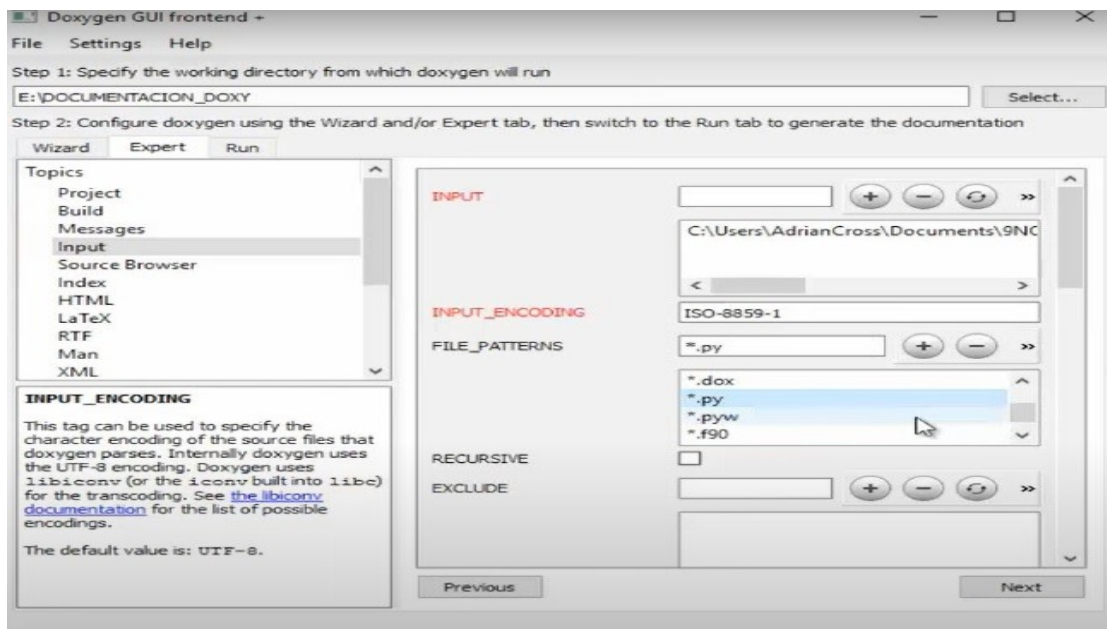 Doxygen GUI frontend +
File Settings Help
Step 1: Specify the working directory from which doxygen will run
E:\DOCUMENTACION_DOXY Select...
Step 2: Configure doxygen using the Wizard and/or Expert tab, then switch to the Run tab to generate the documentation
Wizard Expert Run
Topics
Project
Build
Messages
Input
Source Browser
Index
HTML
LaTeX
RTF
Man
XML
INPUT_ENCODING
This tag can be used to specify the
character encoding of the source files that
doxygen parses. Internally doxygen uses
the UTF-8 encoding. Doxygen uses
libiconv (or the iconv built into libc)
for the transcoding. See the libiconv
documentation for the list of possible
encodings.
The default value is: UTF-8.
INPUT
C:\Users\AdrianCross\Documents\9NC
INPUT_ENCODING ISO-8859-1
FILE_PATTERNS *.py
*.dox
*.py
*.pyw
*.f90
RECURSIVE
EXCLUDE
Previous Next